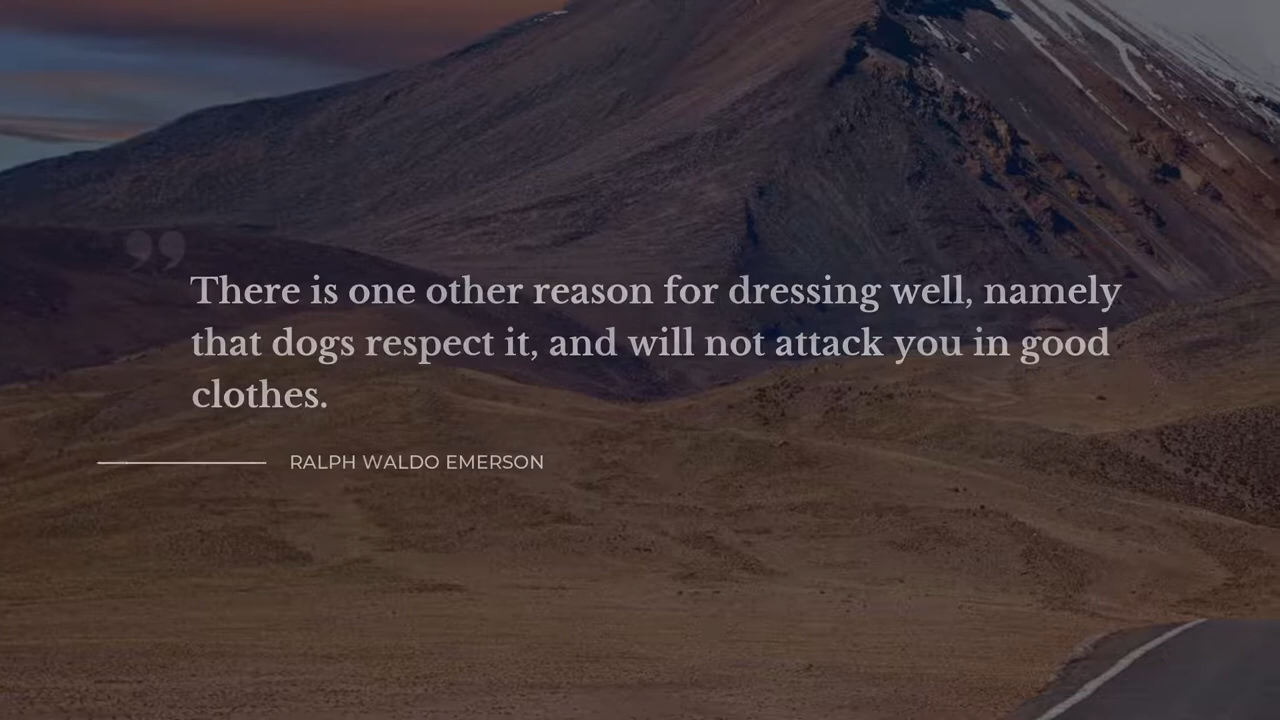 ”
There is one other reason for dressing well, namely
that dogs respect it, and will not attack you in good
clothes.
RALPH WALDO EMERSON